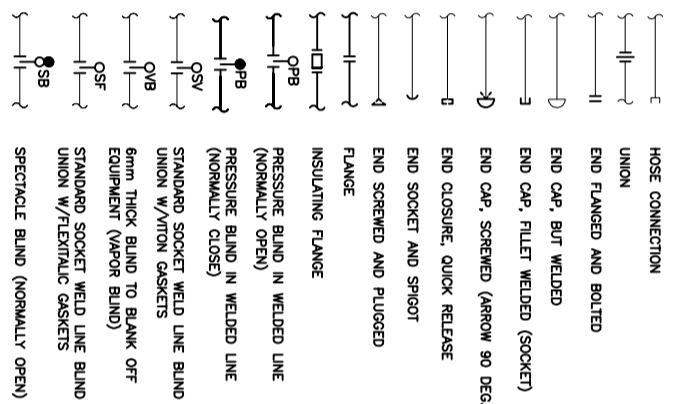 HOSE CONNECTION
UNION
END CAP, BUT WELDED
END FLANGED AND BOLTED
END CAP, FILLET WELDED (SOCKET)
END CAP, SCREWED (ARROW 90 DEG.
END CLOSURE, QUICK RELEASE
END SOCKET AND SPIGOT
END SCREWED AND PLUGGED
FLANGE
INSULATING FLANGE
PB
PRESSURE BLIND IN WELDED LINE
(NORMALLY OPEN)
PB
PRESSURE BLIND IN WELDED LINE
(NORMALLY CLOSE)
SV
STANDARD SOCKET WELD LINE BLIND
UNION W/VITON GASKETS
VB
6mm THICK BLIND TO BLANK OFF
EQUIPMENT (VAPOR BLIND)
SF
STANDARD SOCKET WELD LINE BLIND
UNION W/FLEXITALIC GASKETS
SB
SPECTACLE BLIND (NORMALLY OPEN)